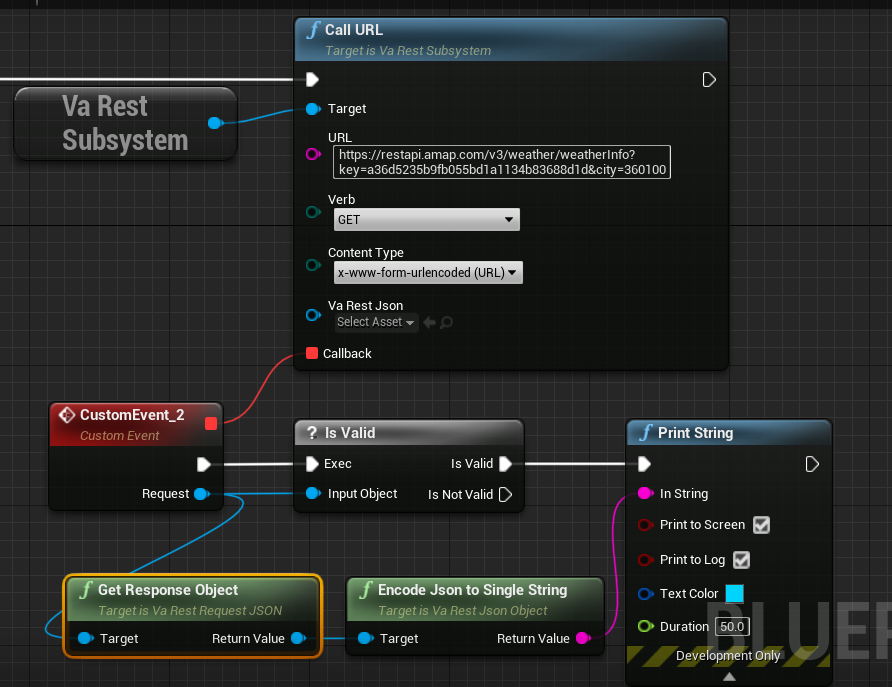 Call URL
Target is Va Rest Subsystem
Va Rest
Subsystem
Target
URL
https://restapi.amap.com/v3/weather/weatherInfo?
key=a36d5235b9fb055bd1a1134b83688d1d&city=360100
Verb
GET
Content Type
x-www-form-urlencoded (URL)
Va Rest Json
Select Asset
Callback
CustomEvent_2
Custom Event
Request
? Is Valid
Exec
Is Valid
Input Object
Is Not Valid
f Print String
In String
Print to Screen
Print to Log
Text Color
Duration
50.0
Development Only
f Get Response Object
Target is Va Rest Request JSON
Target
Return Value
f Encode Json to Single String
Target is Va Rest Json Object
Target
Return Value